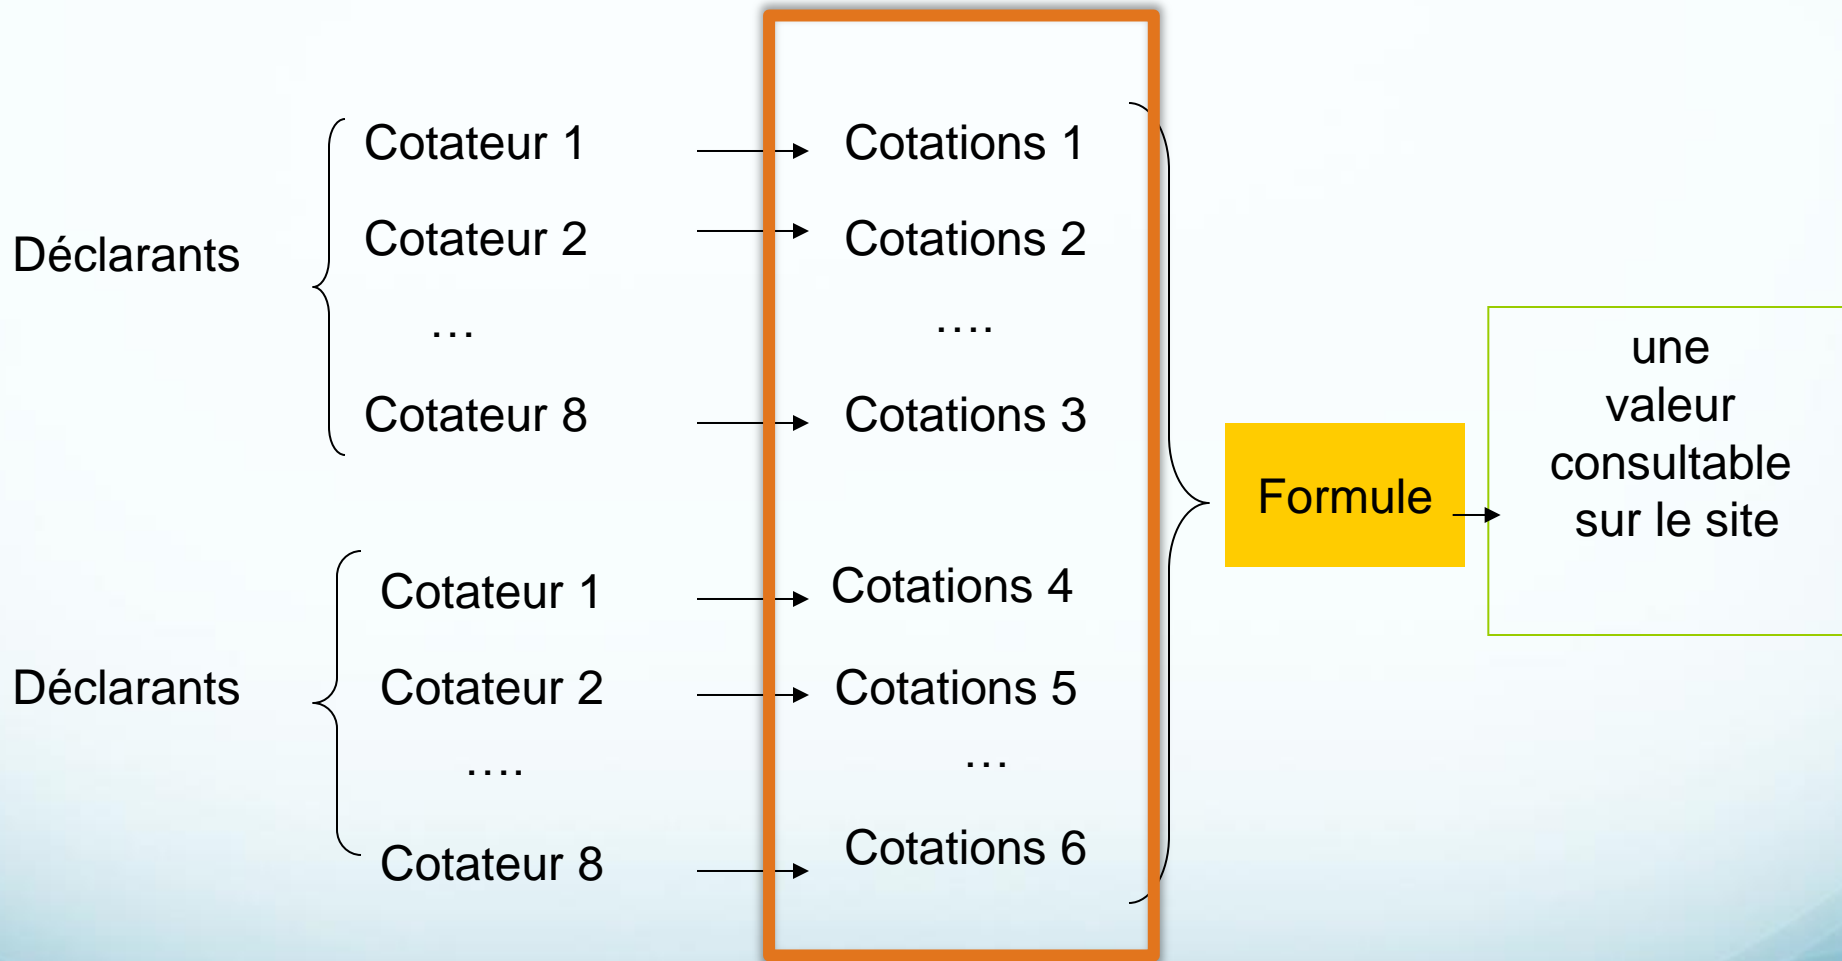 Déclarants
Cotateur 1
Cotations 1
Cotateur 2
Cotations 2
…
….
Cotateur 8
Cotations 3
Déclarants
Cotateur 1
Cotations 4
Cotateur 2
Cotations 5
….
…
Cotateur 8
Cotations 6
Formule
une
valeur
consultable
sur le site